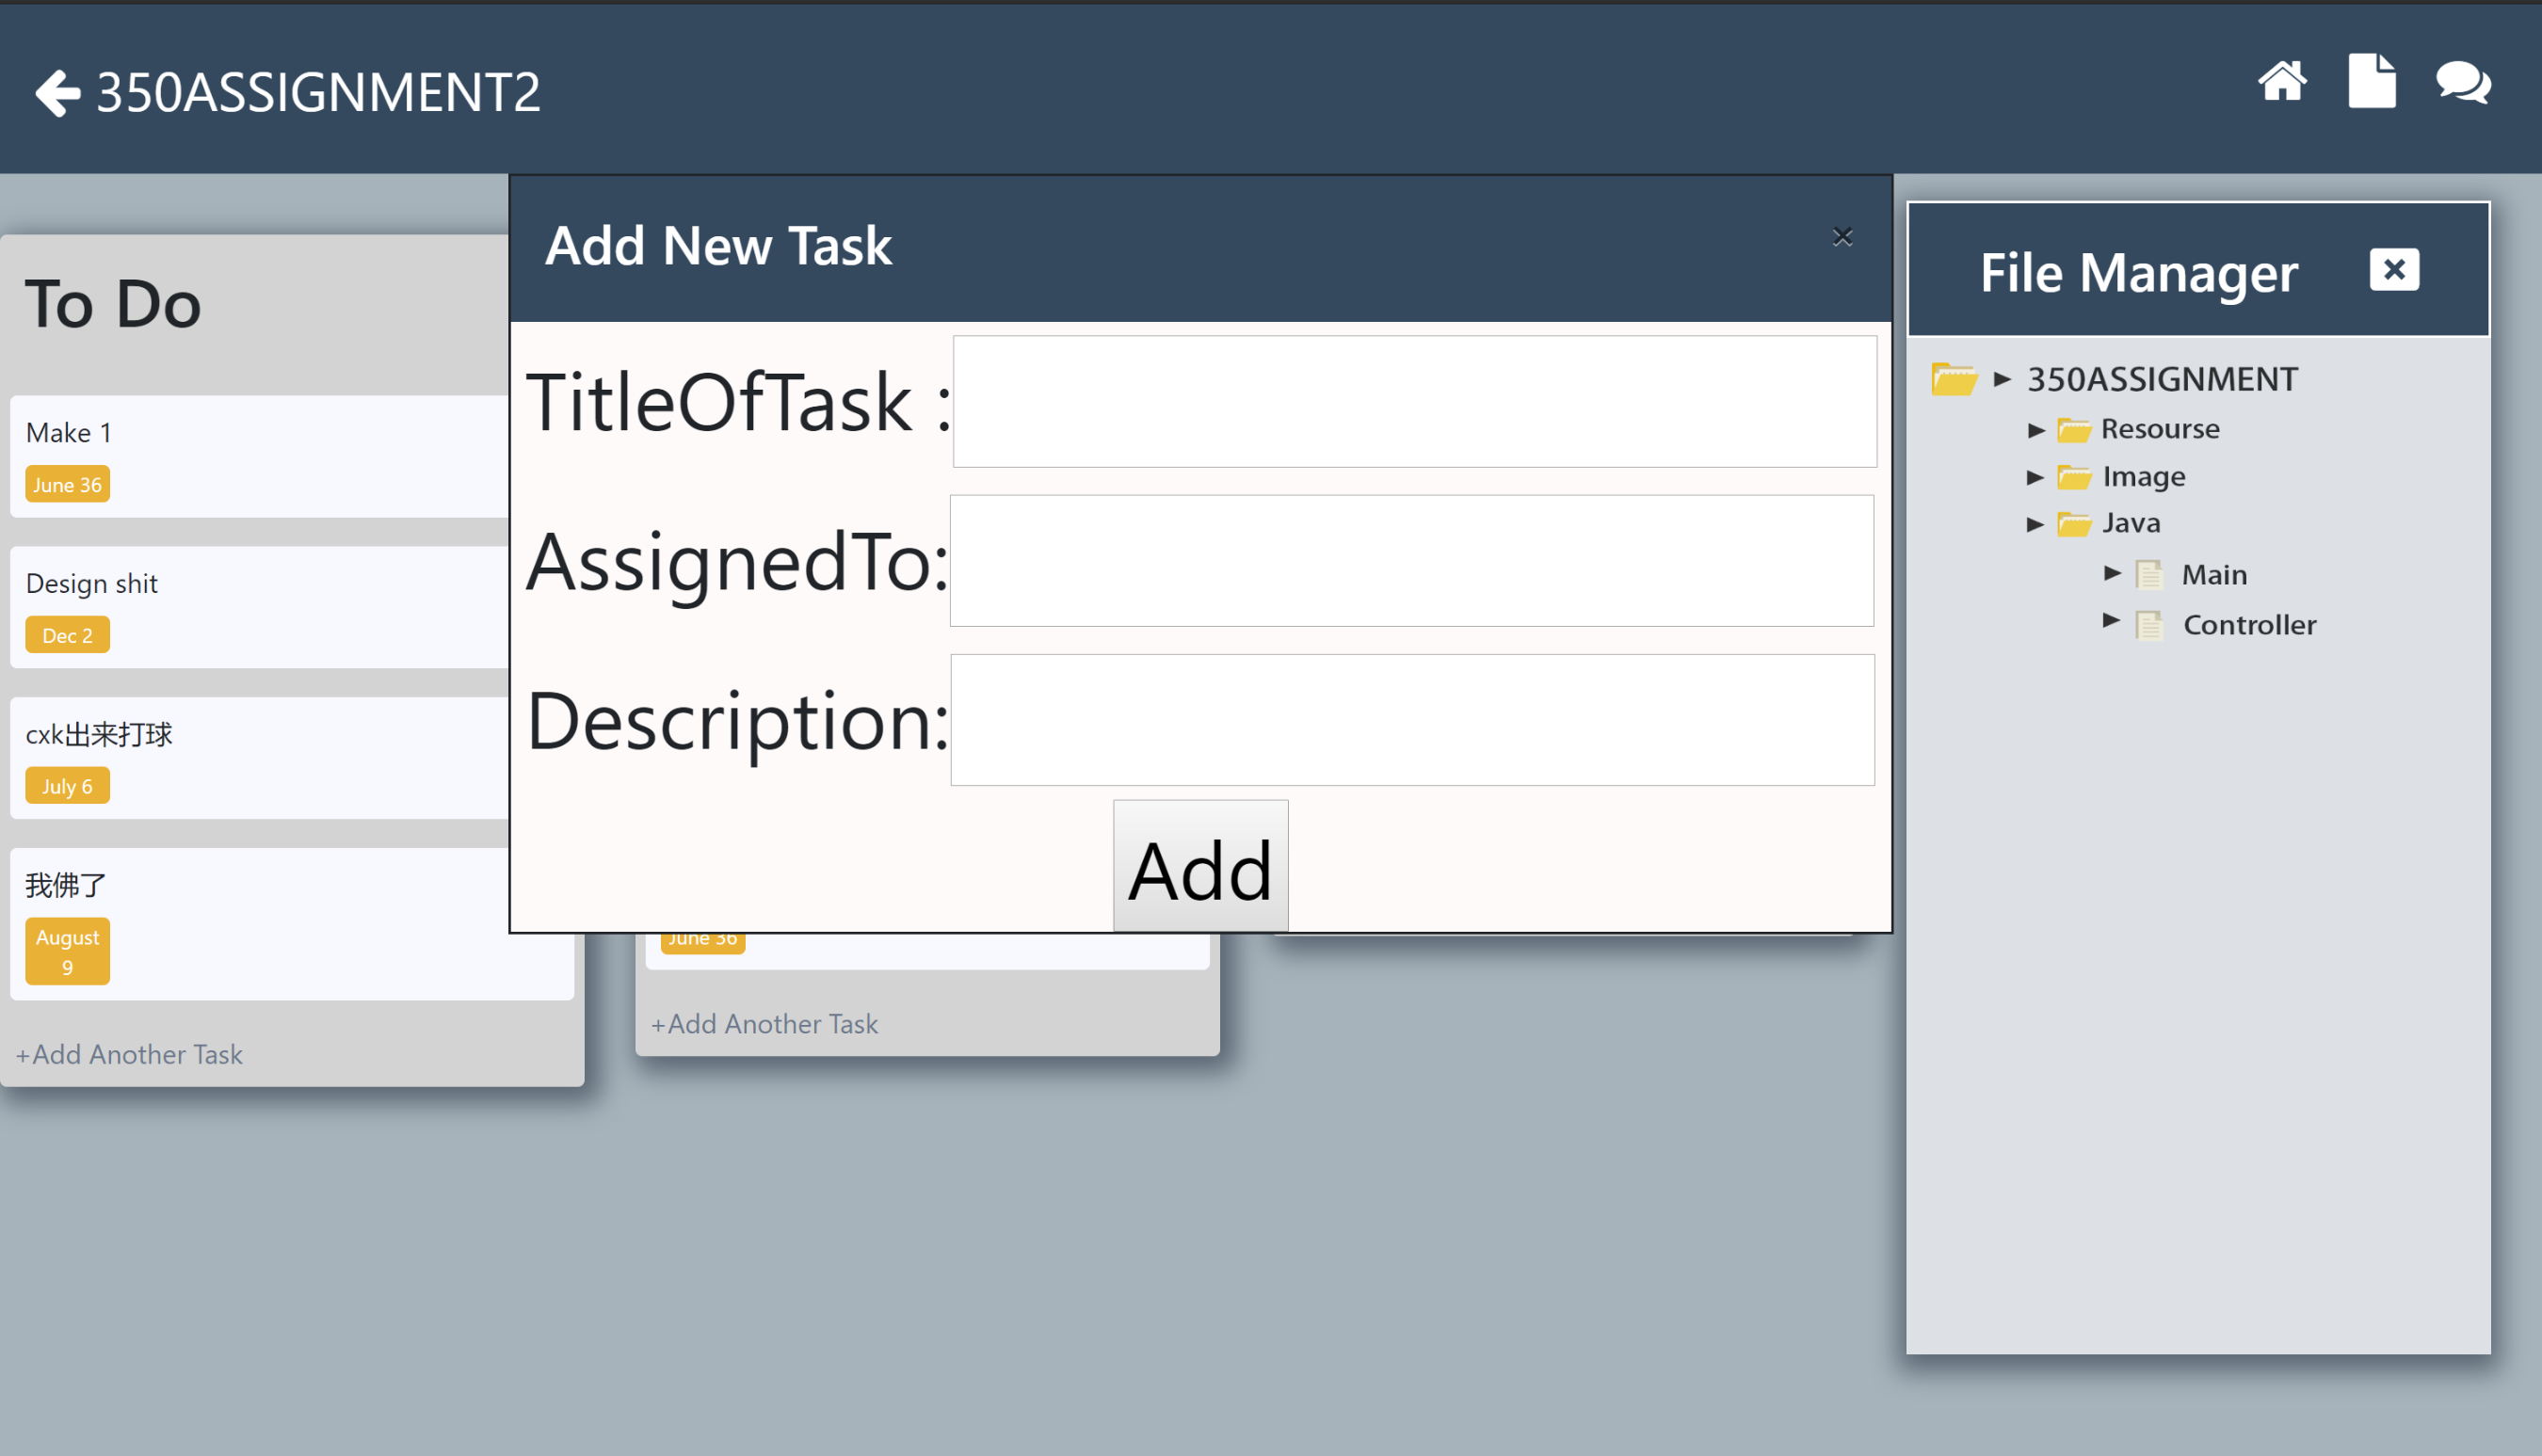 350ASSIGNMENT2
To Do
Make 1
June 36
Design shit
Dec 2
cxk出来打球
July 6
我佛了
August
9
+Add Another Task
June 36
+Add Another Task
Add New Task
×
TitleOfTask :
AssignedTo:
Description:
Add
File Manager
350ASSIGNMENT
Resourse
Image
Java
Main
Controller